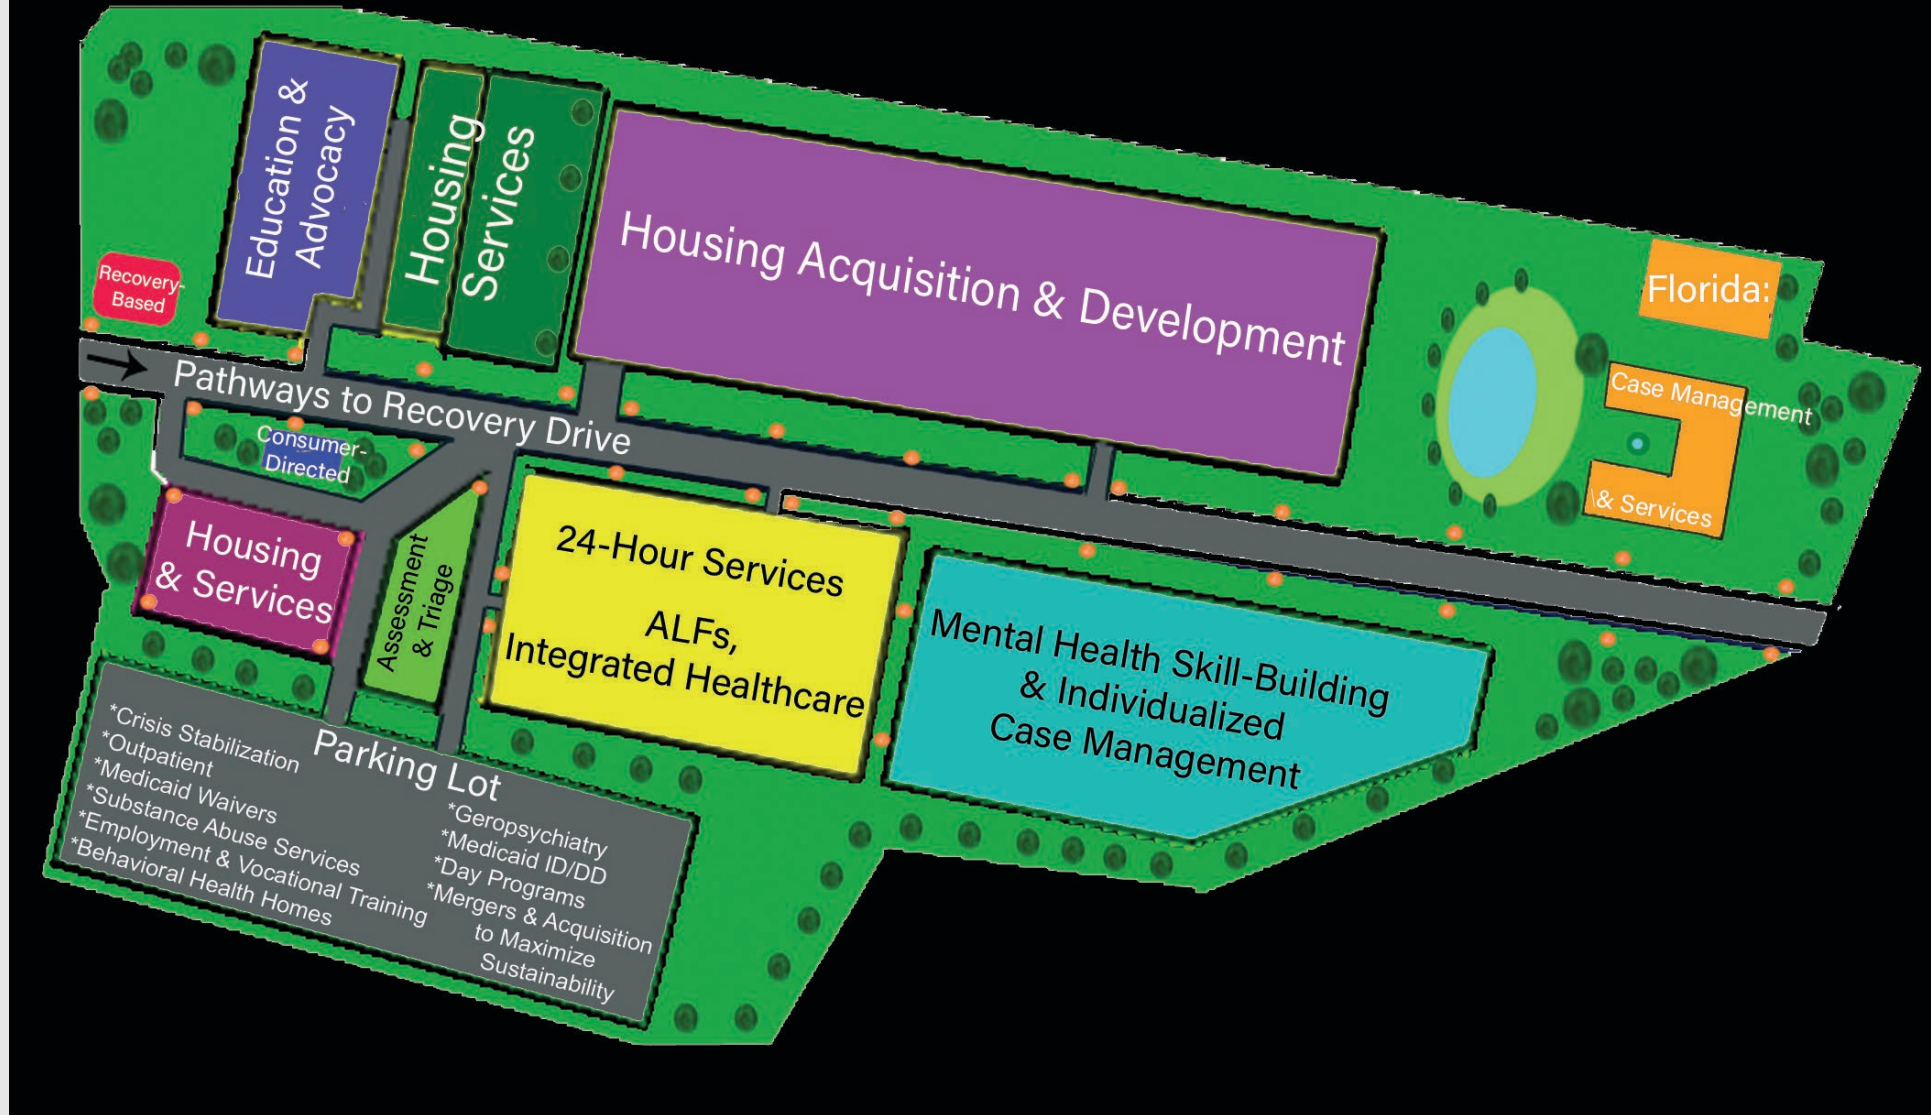 Education &
Advocacy
Housing
Services
Housing Acquisition & Development
Florida:
Recovery-
Based
Case Management
\& Services
Pathways to Recovery Drive
Consumer-
Directed
Housing
& Services
Assessment
& Triage
24-Hour Services
ALFs,
Integrated Healthcare
Mental Health Skill-Building
& Individualized
Case Management
Parking Lot
*Crisis Stabilization
*Outpatient
*Medicaid Waivers
*Substance Abuse Services
*Employment & Vocational Training
*Behavioral Health Homes
*Geropsychiatry
*Medicaid ID/DD
*Day Programs
*Mergers & Acquisition
to Maximize
Sustainability